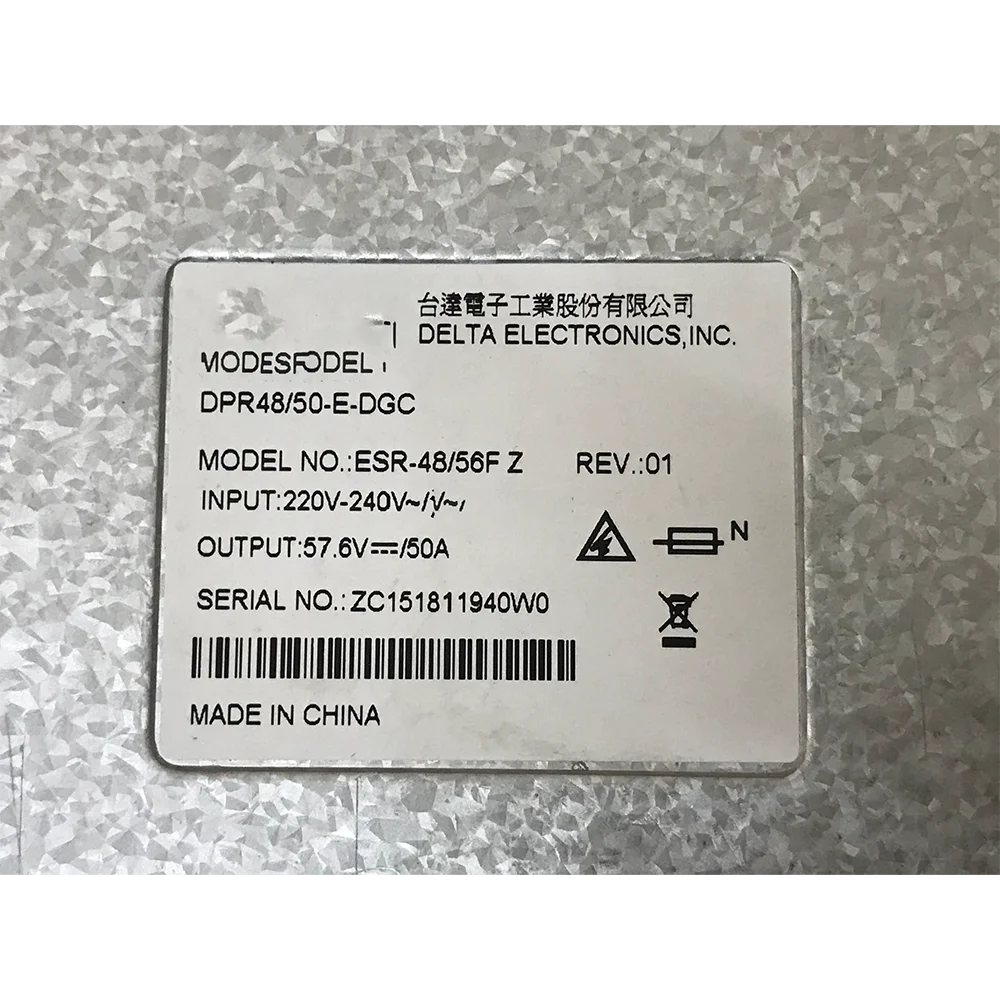 台達電子工業股份有限公司
DELTA ELECTRONICS,INC.
DPR48/50-E-DGC
MODEL NO.:ESR-48/56F Z REV.:01
INPUT:220V-240V~
OUTPUT:57.6V⎓/50A
N
SERIAL NO.:ZC151811940W0
MADE IN CHINA